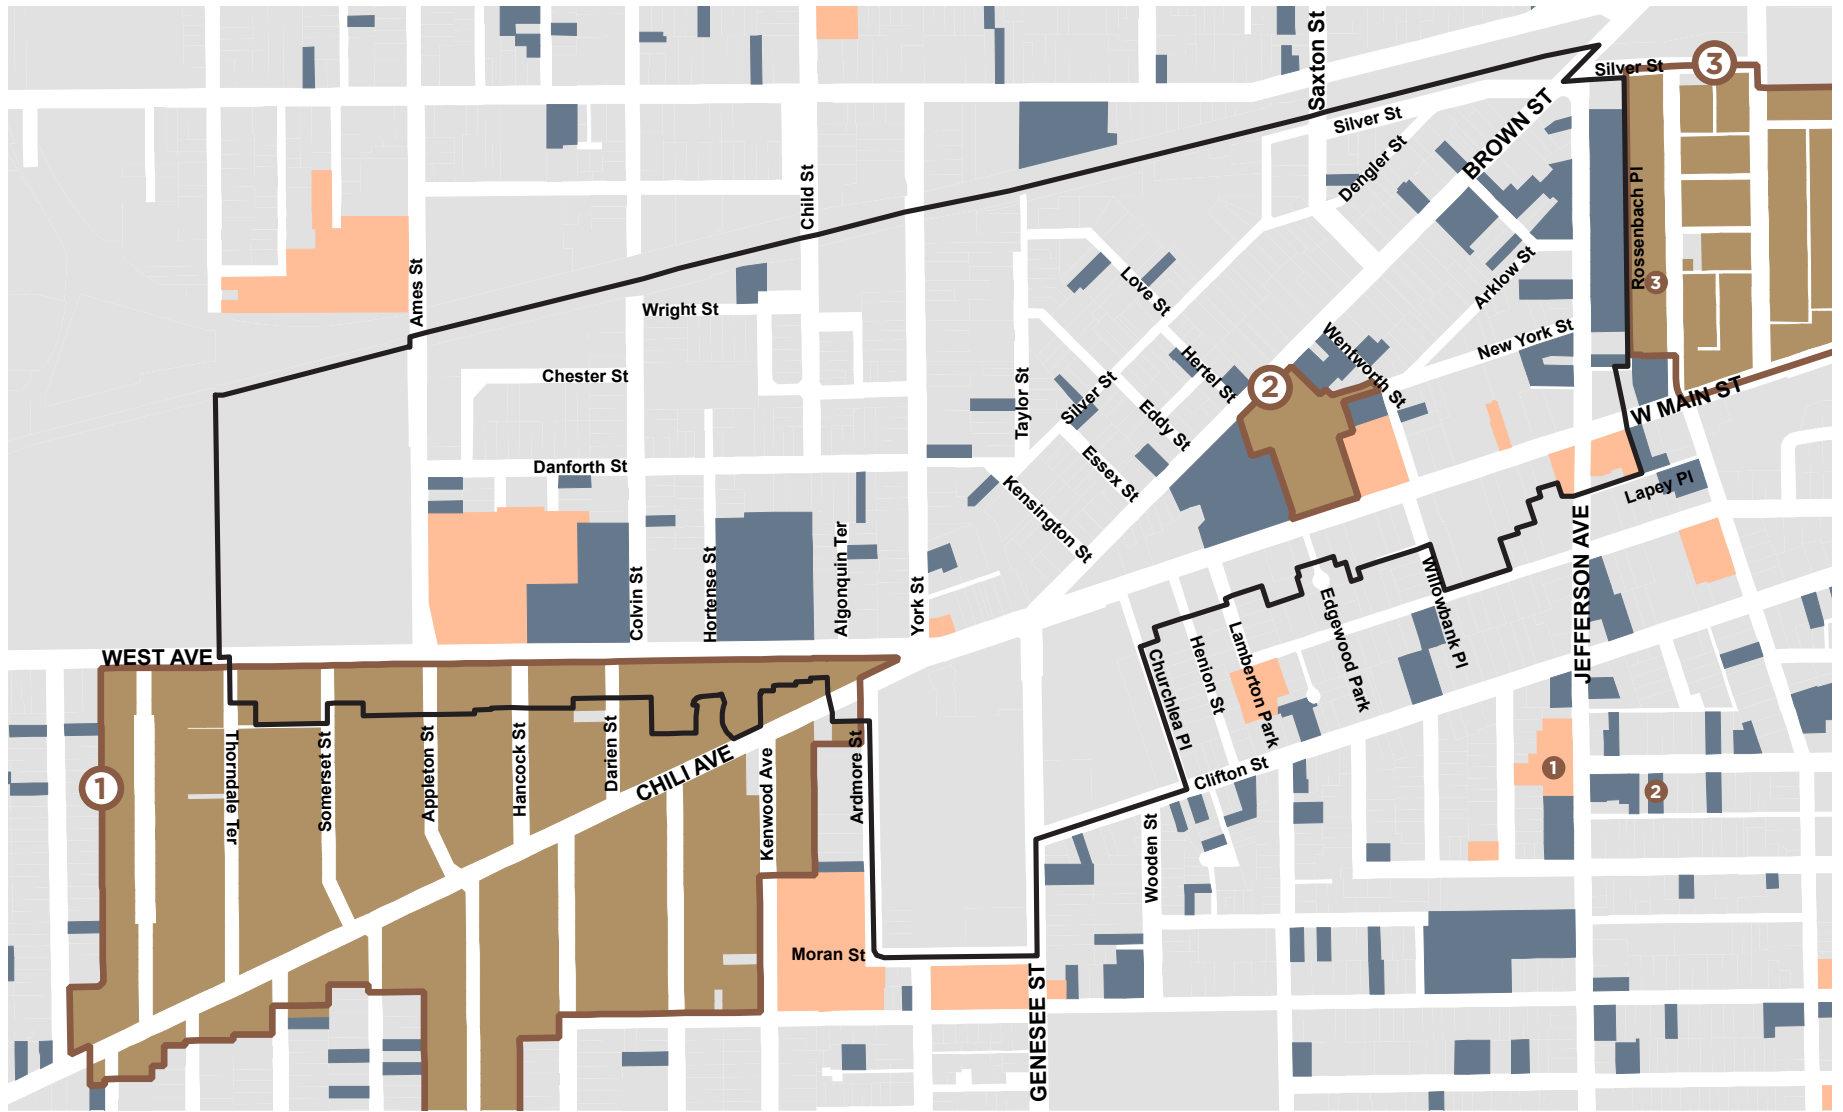 Saxton St
Silver St
3
Silver St
BROWN ST
Dengler St
Child St
Rossenbach Pl
3
Ames St
Love St
Arklow St
Wright St
Wentworth St
New York St
Hertel St
Chester St
2
Taylor St
Silver St
Eddy St
W MAIN ST
Danforth St
Essex St
Kensington St
Lapey Pl
Colvin St
Hortense St
Algonquin Ter
York St
JEFFERSON AVE
Willowbank Pl
Edgewood Park
Lamberton Park
Henion St
Churchlea Pl
WEST AVE
1
Thorndale Ter
Somerset St
Appleton St
Hancock St
Darien St
CHILI AVE
Kenwood Ave
Ardmore St
Clifton St
1
2
Wooden St
Moran St
GENESEE ST